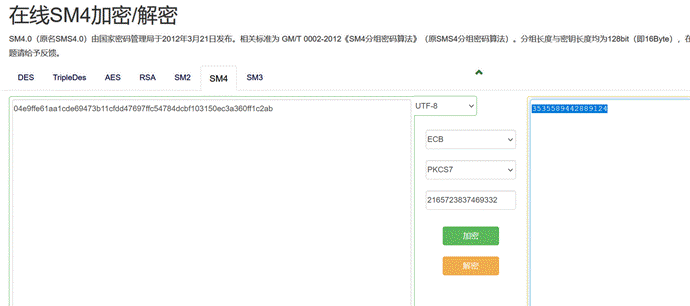 在线SM4加密/解密
SM4.0（原名SMS4.0）由国家密码管理局于2012年3月21日发布。相关标准为 GM/T 0002-2012《SM4分组密码算法》（原SMS4分组密码算法）。分组长度与密钥长度均为128bit（即16Byte），在
题请给予反馈。
DES TripleDes AES RSA SM2 SM4 SM3
04e9ffe61aa1cde69473b11cfdd47697ffc54784dcbf103150ec3a360ff1c2ab
UTF-8
3535589442889124
ECB
PKCS7
2165723837469332
加密
解密